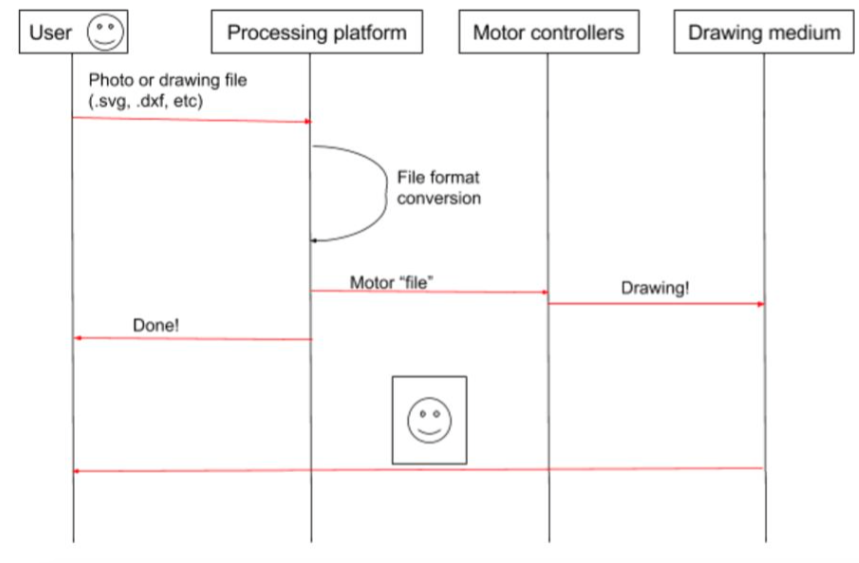 User
Processing platform
Motor controllers
Drawing medium
Photo or drawing file
(.svg, .dxf, etc)
File format
conversion
Motor “file”
Drawing!
Done!